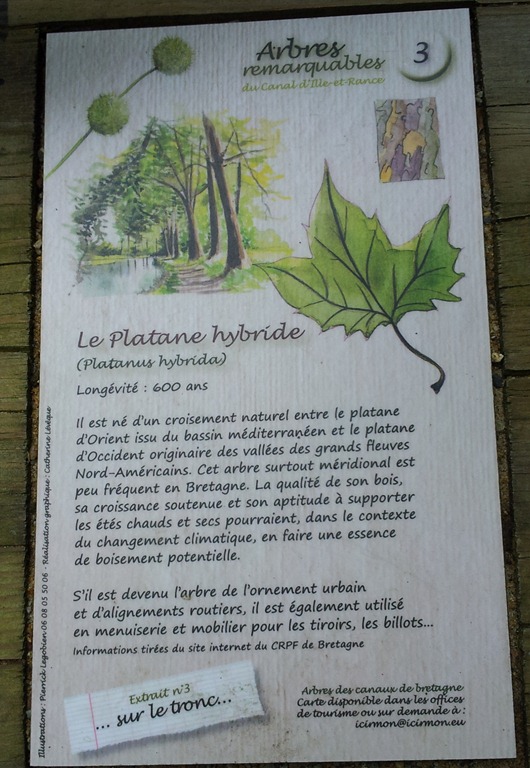 Arbres
remarquables
du Canal d'Ille-et-Rance
3
Le Platane hybride
(Platanus hybrida)
Longévité : 600 ans
Il est né d'un croisement naturel entre le platane
d'Orient issu du bassin méditerranéen et le platane
d'Occident originaire des vallées des grands fleuves
Nord-Américains. Cet arbre surtout méridional est
peu fréquent en Bretagne. La qualité de son bois,
sa croissance soutenue et son aptitude à supporter
les étés chauds et secs pourraient, dans le contexte
du changement climatique, en faire une essence
de boisement potentielle.
S'il est devenu l'arbre de l'ornement urbain
et d'alignements routiers, il est également utilisé
en menuiserie et mobilier pour les tiroirs, les billots...
Informations tirées du site internet du CRPF de Bretagne
Extrait n°3
... sur le tronc...
Arbres des canaux de bretagne
Carte disponible dans les offices
de tourisme ou sur demande à :
icirmon@icirmon.eu
Illustrations : Pierrick Legobien 06 08 05 50 06 - Réalisation graphique : Catherine Lévêque